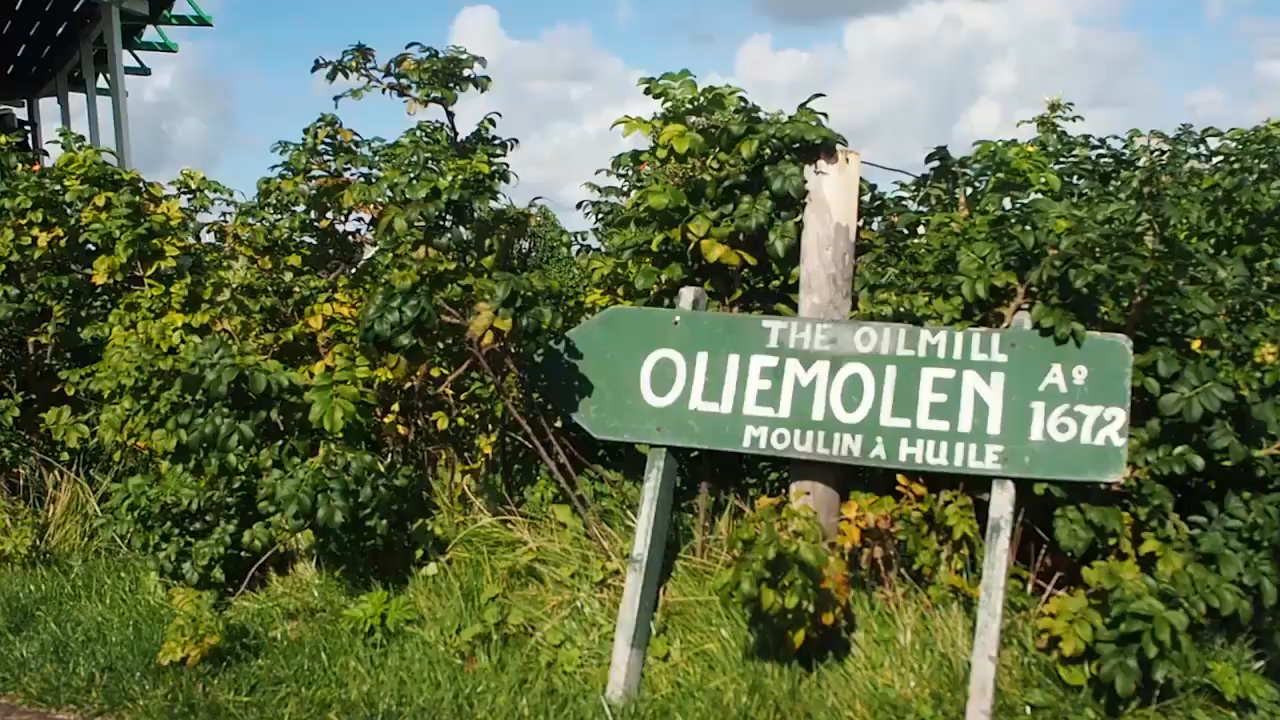 THE OILMILL
OLIEMOLEN
MOULIN À HUILE
Aº
1672